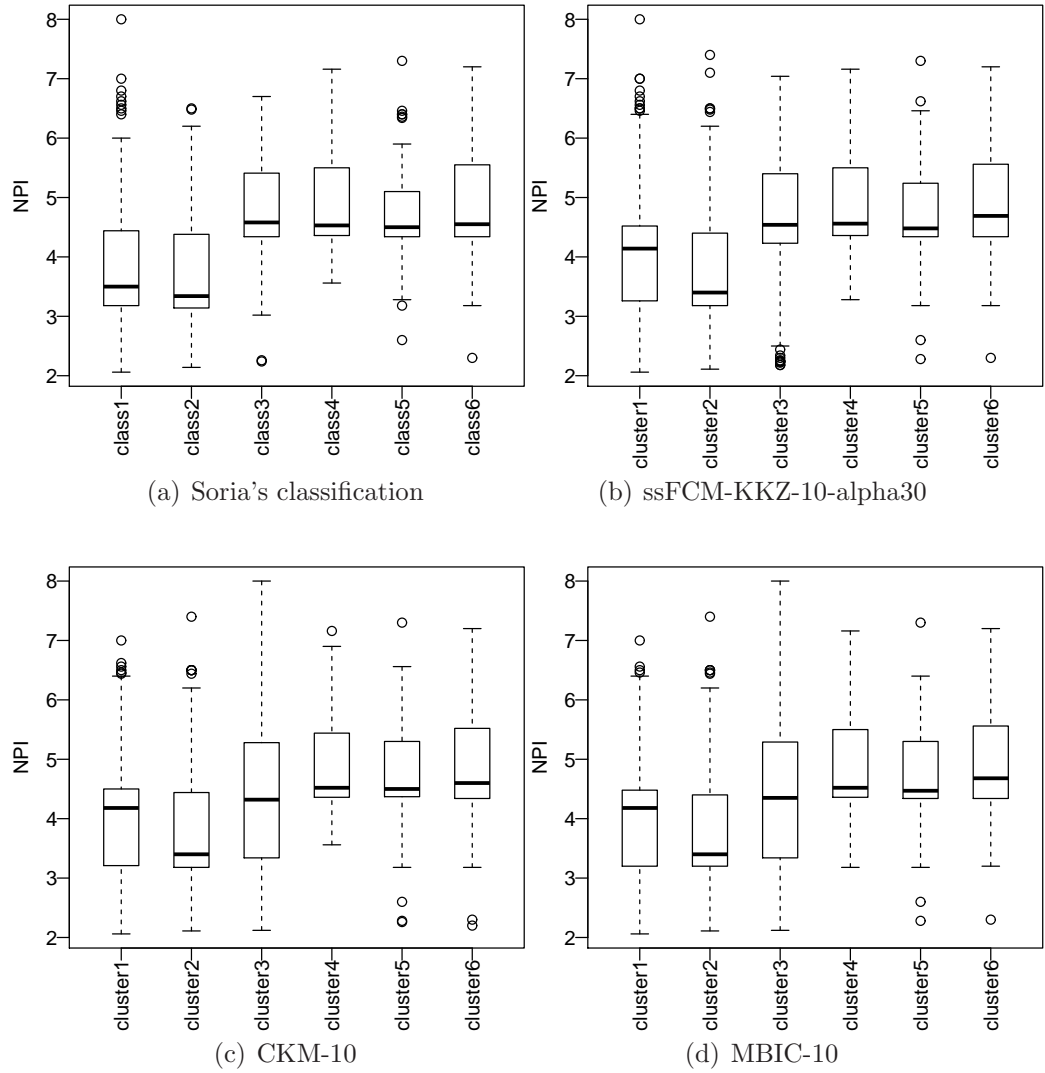 8
7
6
5
4
3
2
NPI
class1
class2
class3
class4
class5
class6
(a) Soria's classification
8
7
6
5
4
3
2
NPI
cluster1
cluster2
cluster3
cluster4
cluster5
cluster6
(b) ssFCM-KKZ-10-alpha30
8
7
6
5
4
3
2
NPI
cluster1
cluster2
cluster3
cluster4
cluster5
cluster6
(c) CKM-10
8
7
6
5
4
3
2
NPI
cluster1
cluster2
cluster3
cluster4
cluster5
cluster6
(d) MBIC-10